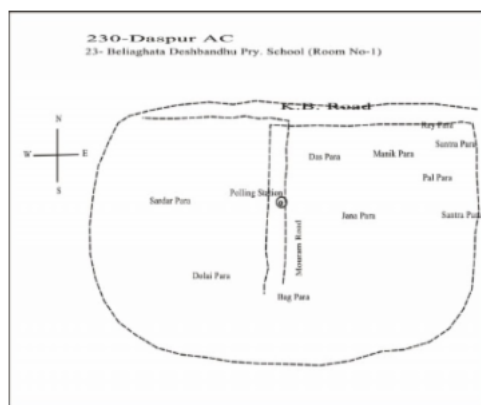 230-Daspur AC
23- Beliaghata Deshbandhu Pry. School (Room No-1)
K.B. Road
N
W
E
S
Ray Para
Santra Para
Das Para
Manik Para
Pal Para
Polling Station
Sardar Para
Jana Para
Santra Para
Mouram Road
Dolai Para
Bag Para